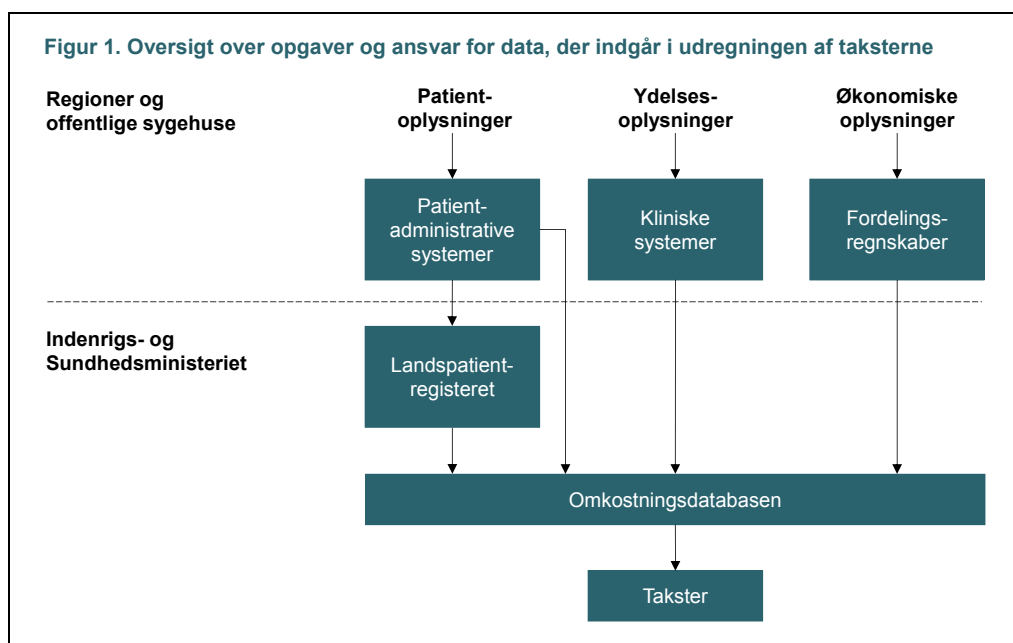 Figur 1. Oversigt over opgaver og ansvar for data, der indgår i udregningen af taksterne
Regioner og
offentlige sygehuse
Patient-
oplysninger
Ydelses-
oplysninger
Økonomiske
oplysninger
Patient-
administrative
systemer
Kliniske
systemer
Fordelings-
regnskaber
Indenrigs- og
Sundhedsministeriet
Landspatient-
registeret
Omkostningsdatabasen
Takster